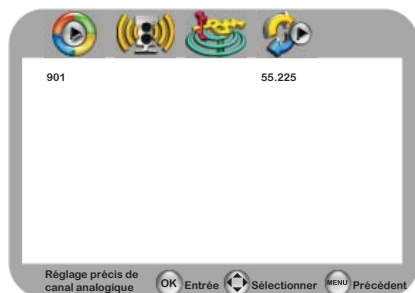 901 55.225
Réglage précis de
canal analogique
OK Entrée Sélectionner MENU Précédent